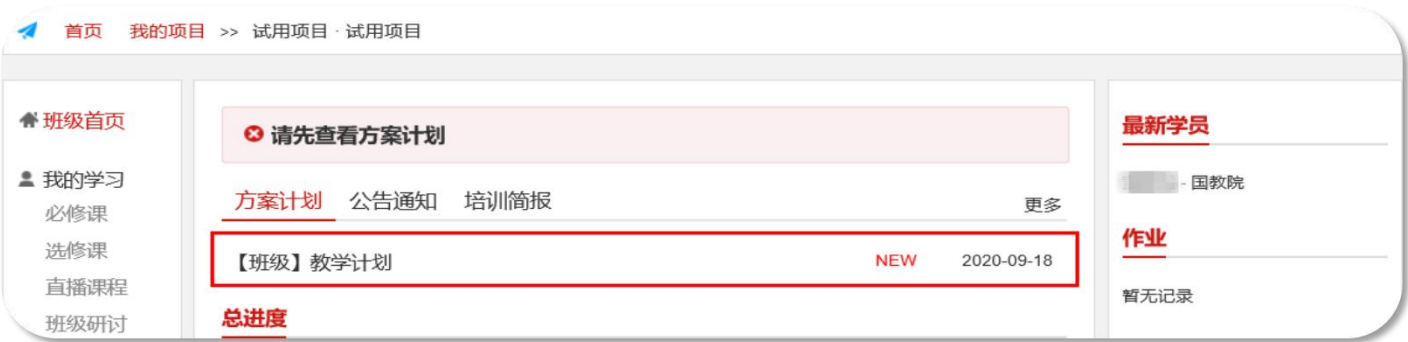 首页 我的项目 >> 试用项目 · 试用项目
班级首页
我的学习
必修课
选修课
直播课程
班级研讨
请先查看方案计划
方案计划 公告通知 培训简报 更多
【班级】教学计划 NEW 2020-09-18
总进度
最新学员
- 国教院
作业
暂无记录